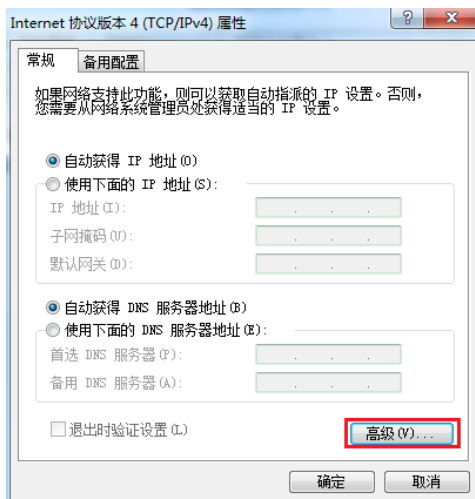 Internet 协议版本 4 (TCP/IPv4) 属性
常规 备用配置
如果网络支持此功能，则可以获取自动指派的 IP 设置。否则，
您需要从网络系统管理员处获得适当的 IP 设置。
自动获得 IP 地址(O)
使用下面的 IP 地址(S):
IP 地址(I):
子网掩码(U):
默认网关(D):
自动获得 DNS 服务器地址(B)
使用下面的 DNS 服务器地址(E):
首选 DNS 服务器(P):
备用 DNS 服务器(A):
退出时验证设置(L)
高级(V)...
确定 取消